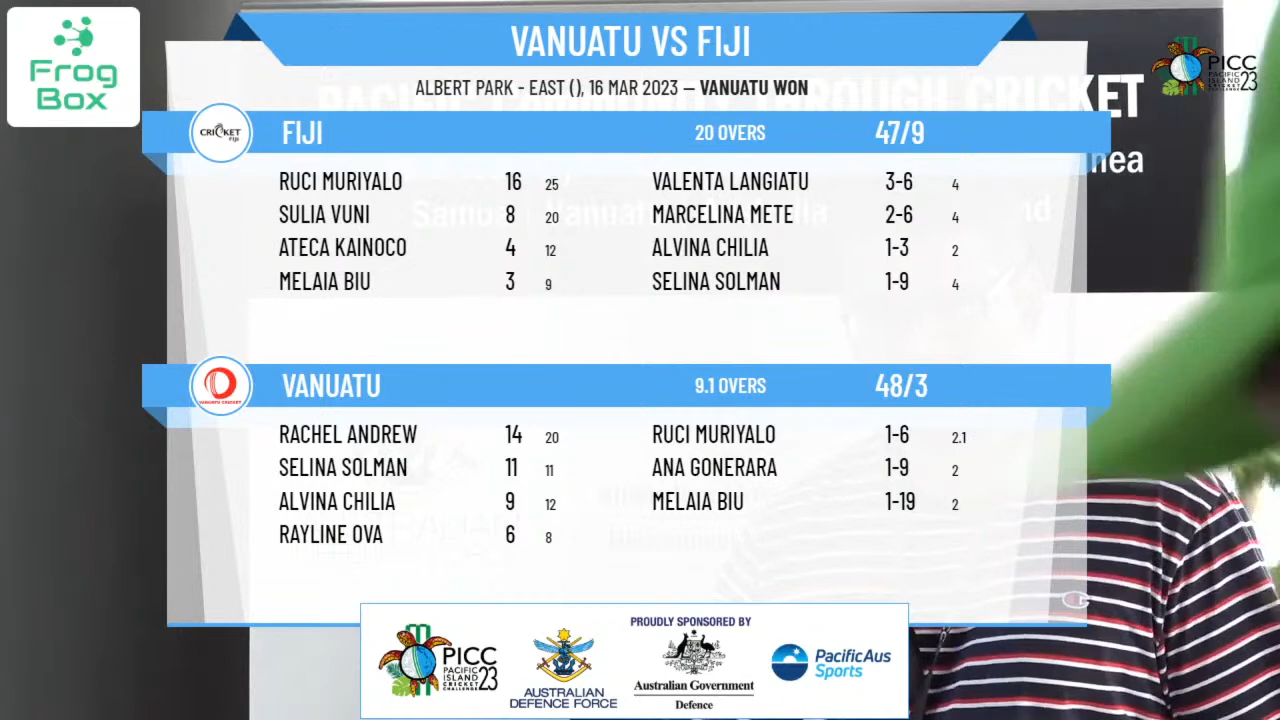 Frog
Box
VANUATU VS FIJI
PICC
PACIFIC
ISLAND
CRICKET
CHALLENGE
23
ALBERT PARK - EAST (), 16 MAR 2023 – VANUATU WON
KET
CRICKET
FIJI
FIJI 20 OVERS 47/9
nea
RUCI MURIYALO 16 25 VALENTA LANGIATU 3-6 4
SULIA VUNI 8 20 MARCELINA METE 2-6 4
ATECA KAINOCO 4 12 ALVINA CHILIA 1-3 2
MELAIA BIU 3 9 SELINA SOLMAN 1-9 4
VANUATU CRICKET
VANUATU 9.1 OVERS 48/3
RACHEL ANDREW 14 20 RUCI MURIYALO 1-6 2.1
SELINA SOLMAN 11 11 ANA GONERARA 1-9 2
ALVINA CHILIA 9 12 MELAIA BIU 1-19 2
RAYLINE OVA 6 8
PICC
PACIFIC
ISLAND
CRICKET
CHALLENGE
23
AUSTRALIAN
DEFENCE FORCE
PROUDLY SPONSORED BY
Australian Government
Defence
PacificAus
Sports